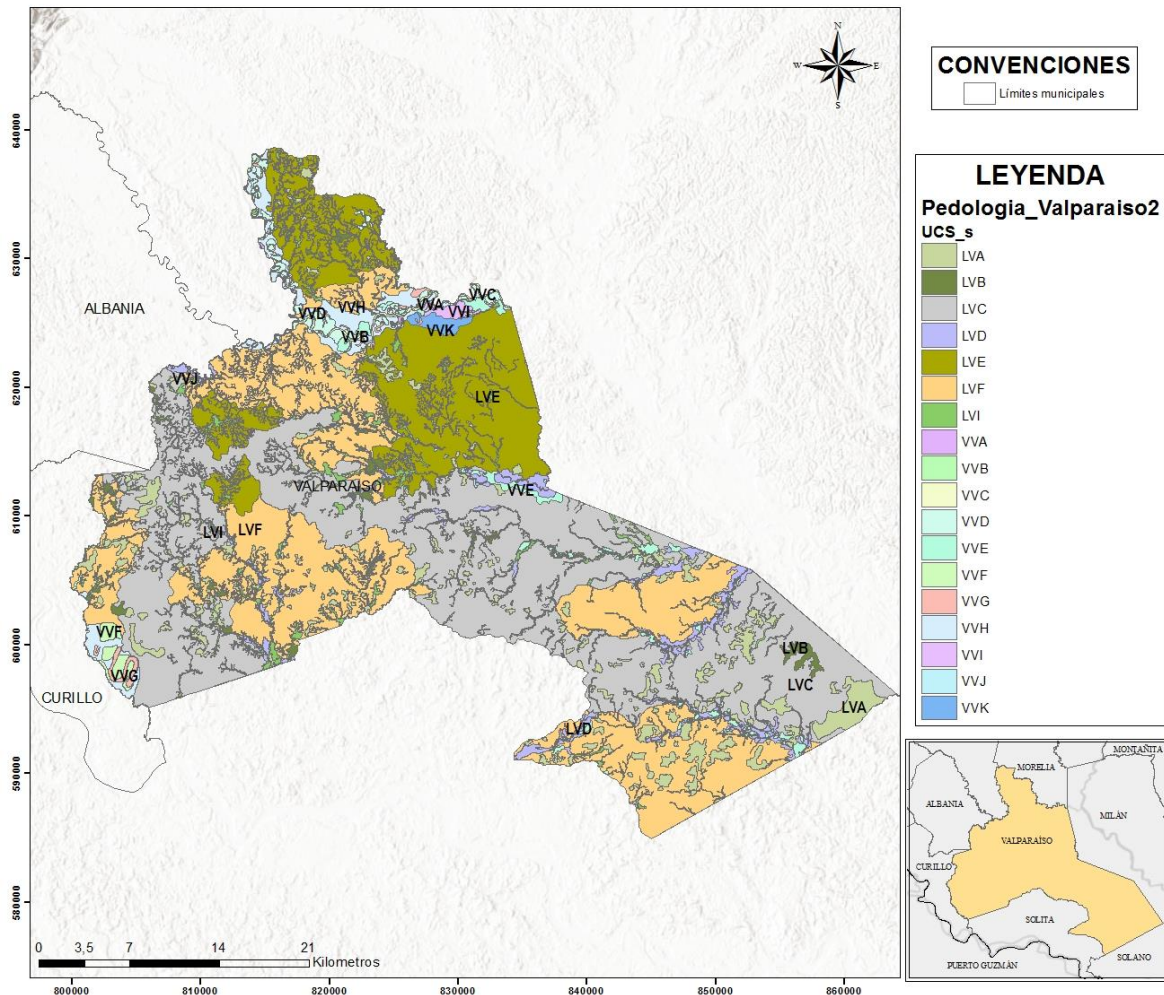 N
W
E
S
640000
630000
620000
610000
600000
590000
580000
ALBANIA
VVC
VVA
VVI
VVH
VVD
VVB
VVK
VVJ
LVE
VALPARAISO
VVE
LVI
LVF
VVF
VVG
LVB
LVC
LVA
LVD
CURILLO
0
3,5
7
14
21
Kilometros
800000
810000
820000
830000
840000
850000
860000
CONVENCIONES
Límites municipales
LEYENDA
Pedologia_Valparaiso2
UCS_s
LVA
LVB
LVC
LVD
LVE
LVF
LVI
VVA
VVB
VVC
VVD
VVE
VVF
VVG
VVH
VVI
VVJ
VVK
MONTAÑITA
MORELIA
ALBANIA
MILÁN
VALPARAÍSO
CURILLO
SOLITA
SOLANO
PUERTO GUZMÁN